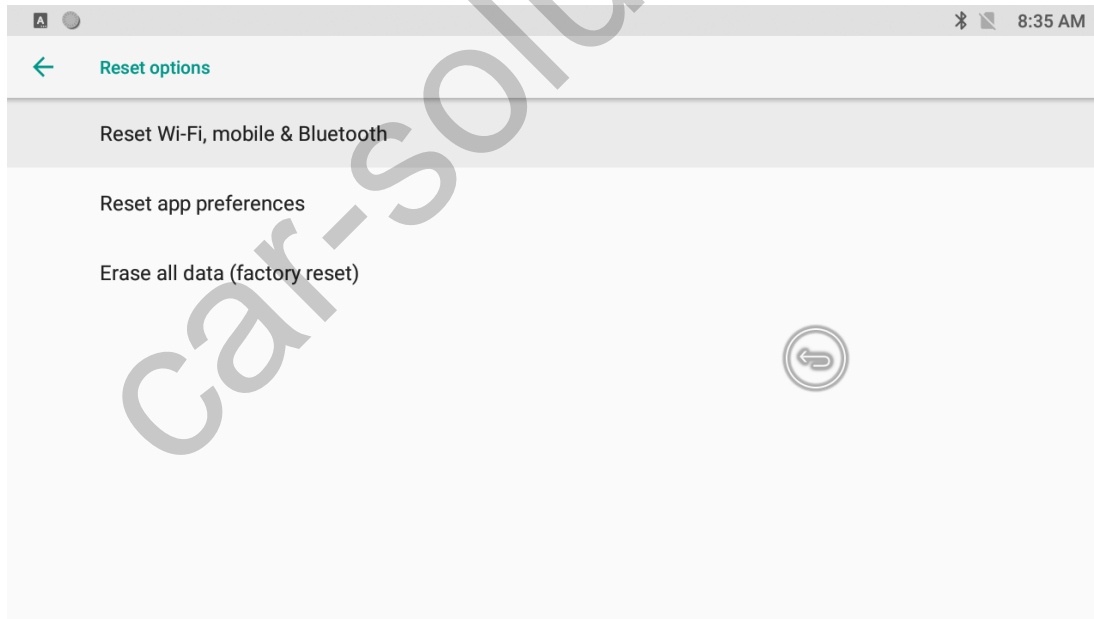 A
8:35 AM
Reset options
Reset Wi-Fi, mobile & Bluetooth
Reset app preferences
Erase all data (factory reset)
car-solu